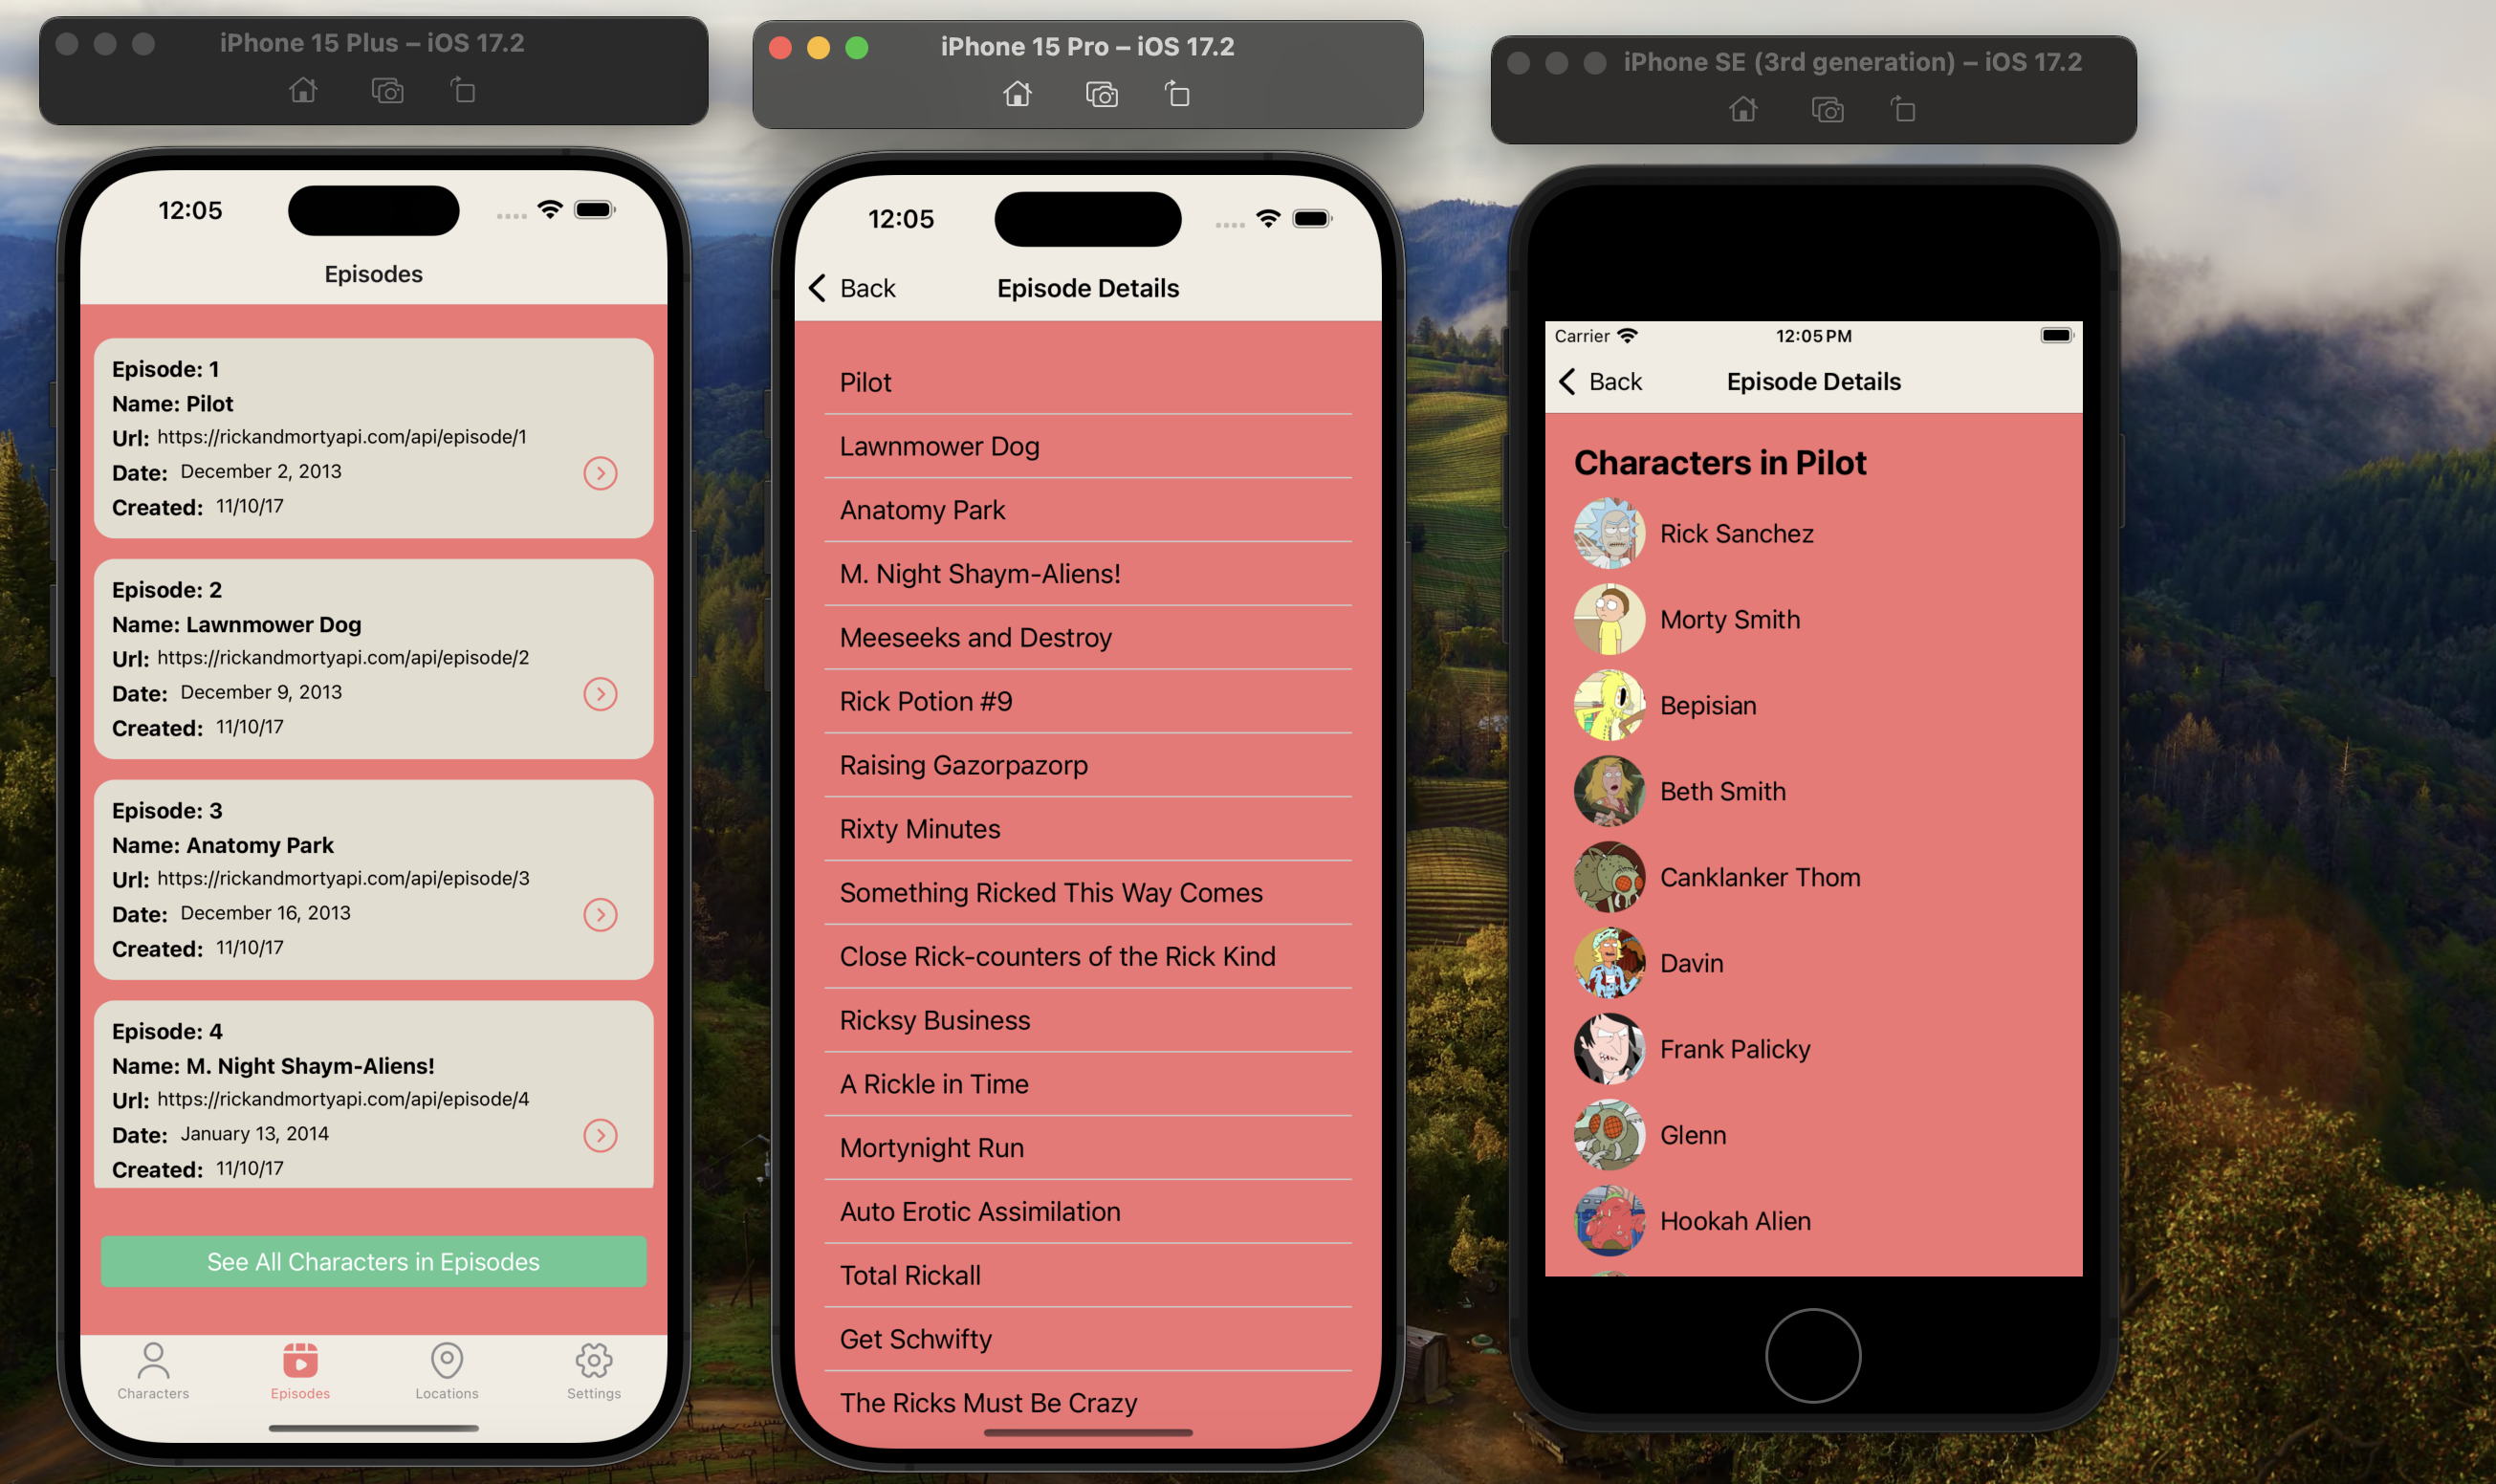 iPhone 15 Plus – iOS 17.2
12:05
Episodes
Episode: 1
Name: Pilot
Url: https://rickandmortyapi.com/api/episode/1
Date: December 2, 2013
Created: 11/10/17
Episode: 2
Name: Lawnmower Dog
Url: https://rickandmortyapi.com/api/episode/2
Date: December 9, 2013
Created: 11/10/17
Episode: 3
Name: Anatomy Park
Url: https://rickandmortyapi.com/api/episode/3
Date: December 16, 2013
Created: 11/10/17
Episode: 4
Name: M. Night Shaym-Aliens!
Url: https://rickandmortyapi.com/api/episode/4
Date: January 13, 2014
Created: 11/10/17
See All Characters in Episodes
Characters Episodes Locations Settings
iPhone 15 Pro – iOS 17.2
12:05
Back Episode Details
Pilot
Lawnmower Dog
Anatomy Park
M. Night Shaym-Aliens!
Meeseeks and Destroy
Rick Potion #9
Raising Gazorpazorp
Rixty Minutes
Something Ricked This Way Comes
Close Rick-counters of the Rick Kind
Ricksy Business
A Rickle in Time
Mortynight Run
Auto Erotic Assimilation
Total Rickall
Get Schwifty
The Ricks Must Be Crazy
iPhone SE (3rd generation) – iOS 17.2
Carrier 12:05 PM
Back Episode Details
Characters in Pilot
Rick Sanchez
Morty Smith
Bepisian
Beth Smith
Canklanker Thom
Davin
Frank Palicky
Glenn
Hookah Alien